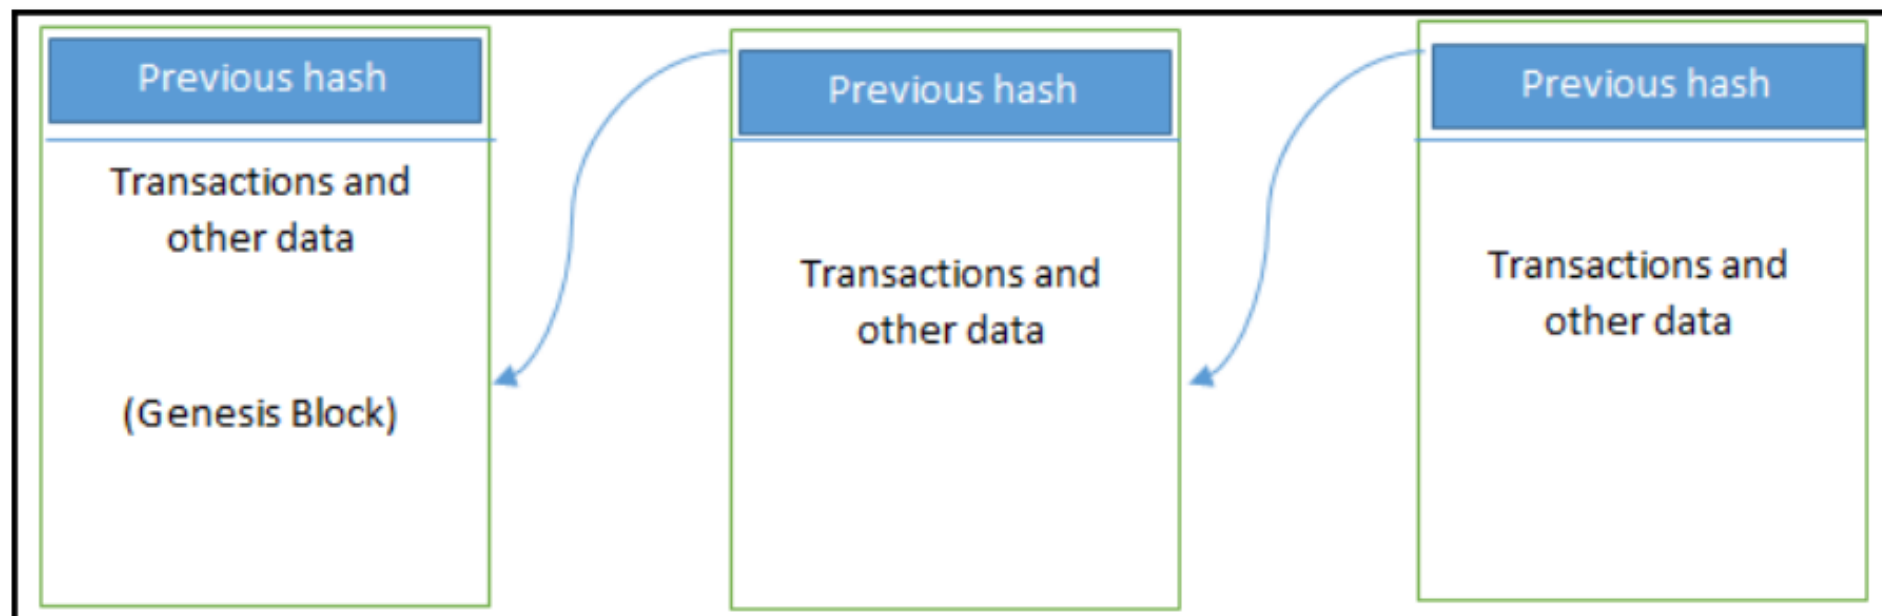 Previous hash
Transactions and
other data
(Genesis Block)
Previous hash
Transactions and
other data
Previous hash
Transactions and
other data